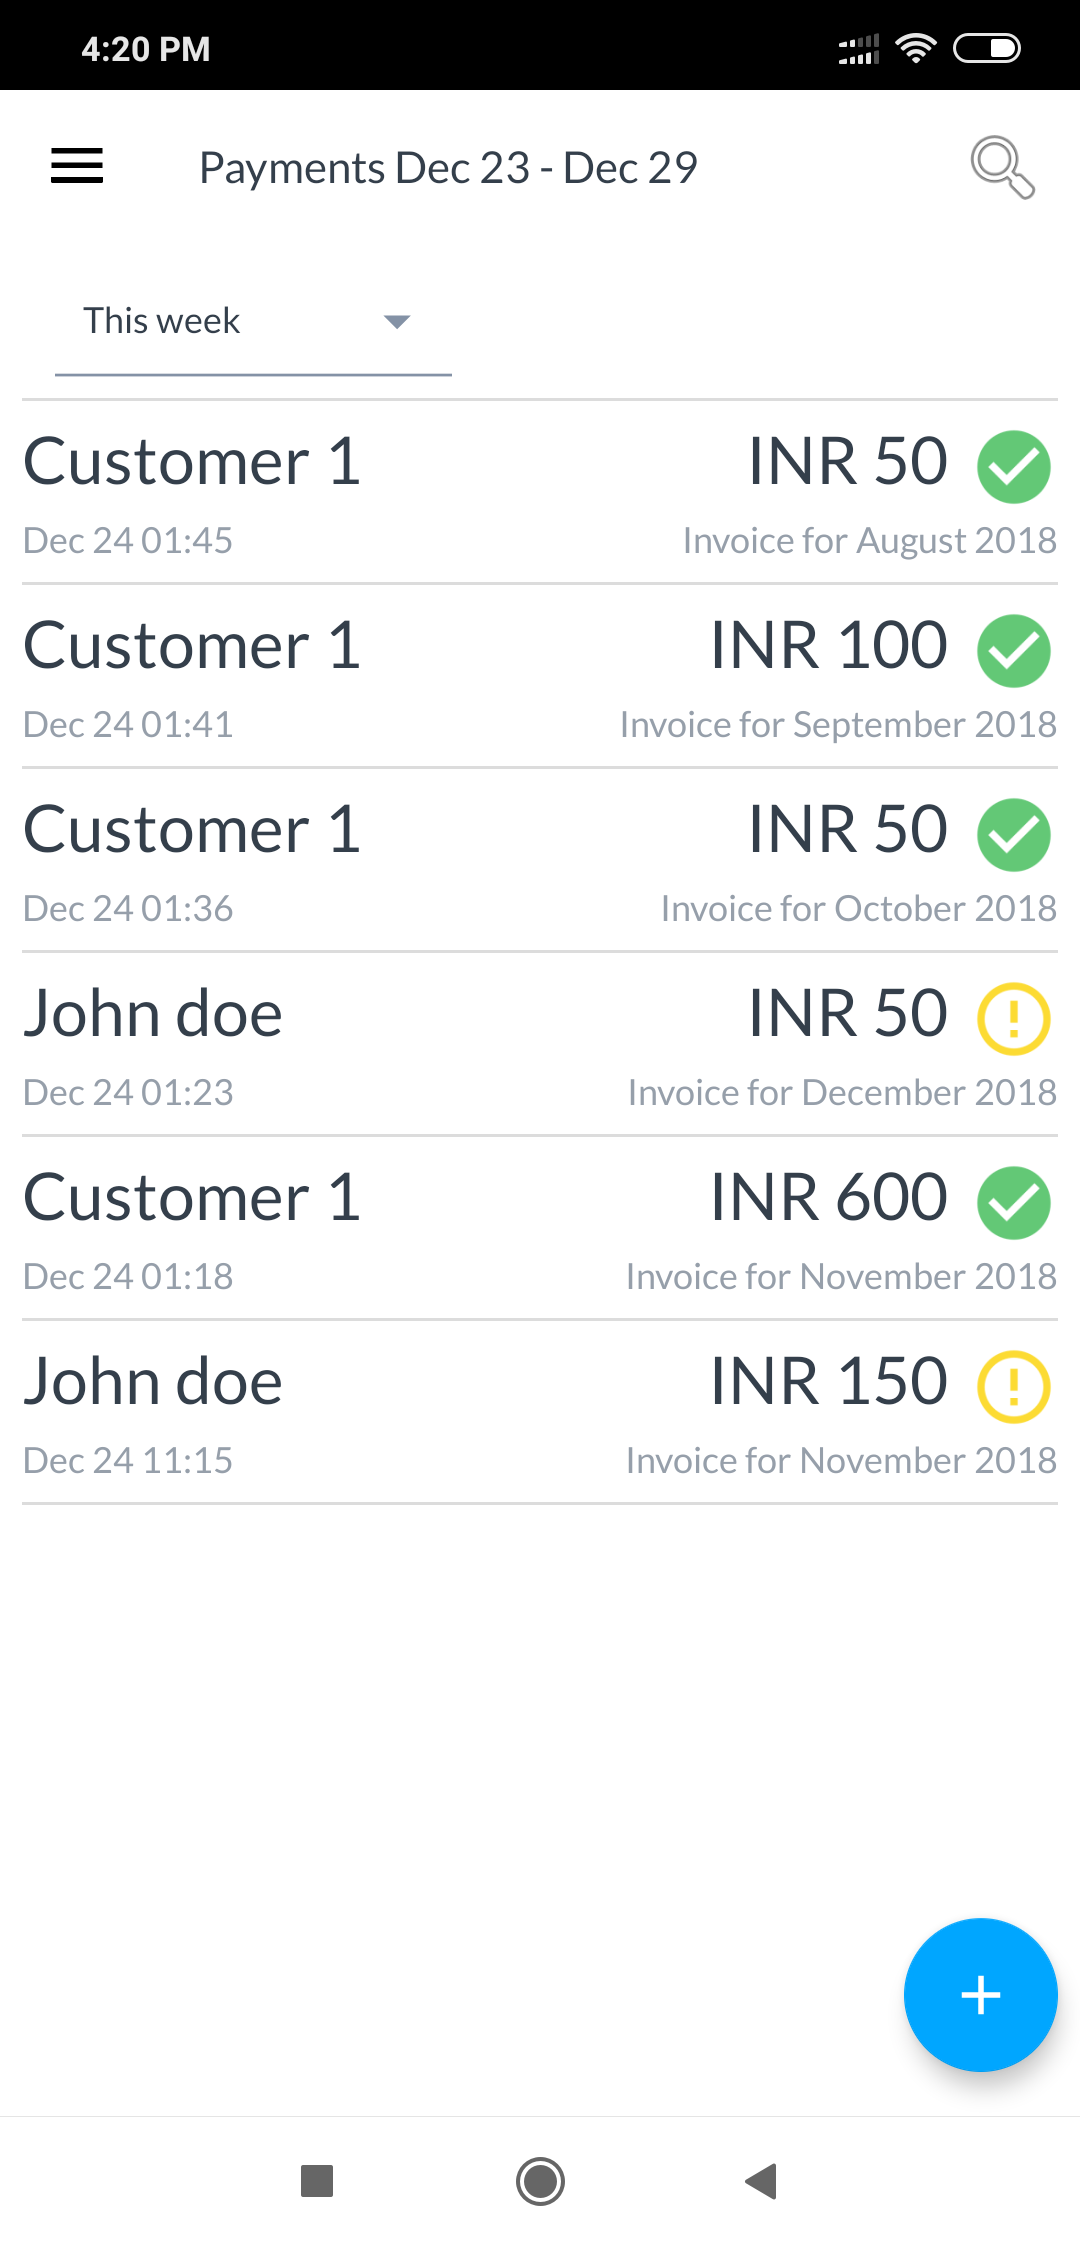 4:20 PM
Payments Dec 23 - Dec 29
This week
Customer 1 INR 50
Dec 24 01:45 Invoice for August 2018
Customer 1 INR 100
Dec 24 01:41 Invoice for September 2018
Customer 1 INR 50
Dec 24 01:36 Invoice for October 2018
John doe INR 50
Dec 24 01:23 Invoice for December 2018
Customer 1 INR 600
Dec 24 01:18 Invoice for November 2018
John doe INR 150
Dec 24 11:15 Invoice for November 2018